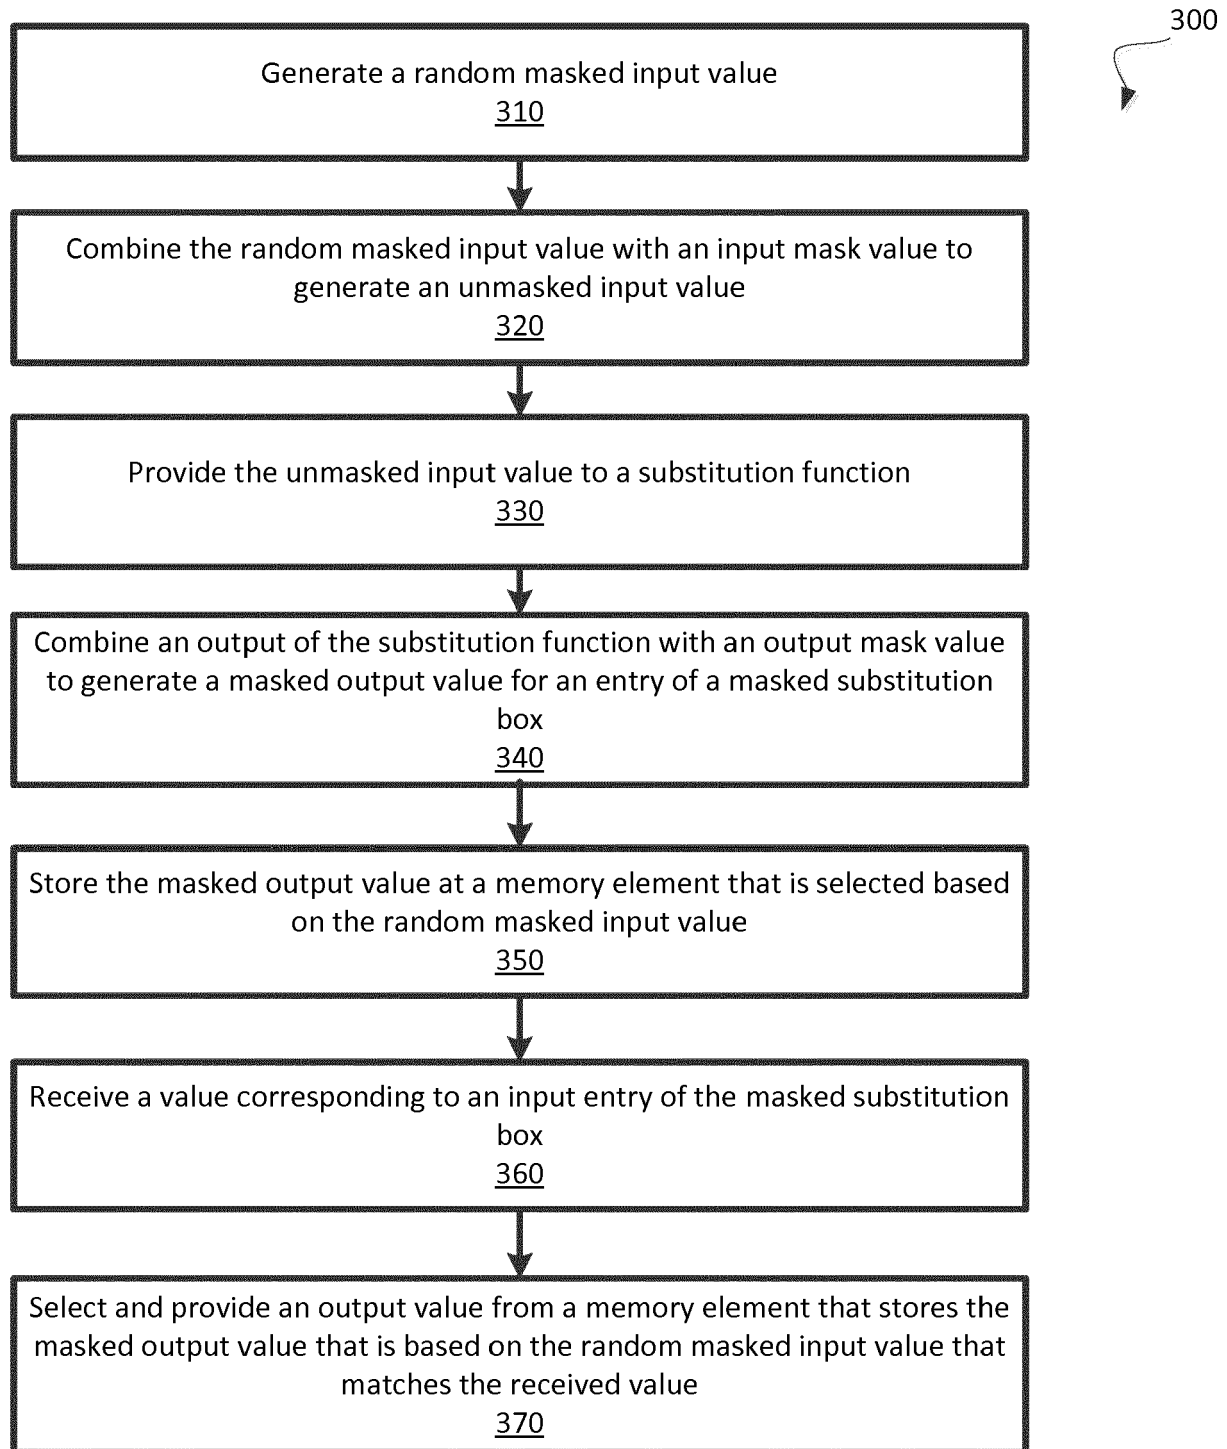 300
Generate a random masked input value
310
Combine the random masked input value with an input mask value to
generate an unmasked input value
320
Provide the unmasked input value to a substitution function
330
Combine an output of the substitution function with an output mask value
to generate a masked output value for an entry of a masked substitution
box
340
Store the masked output value at a memory element that is selected based
on the random masked input value
350
Receive a value corresponding to an input entry of the masked substitution
box
360
Select and provide an output value from a memory element that stores the
masked output value that is based on the random masked input value that
matches the received value
370